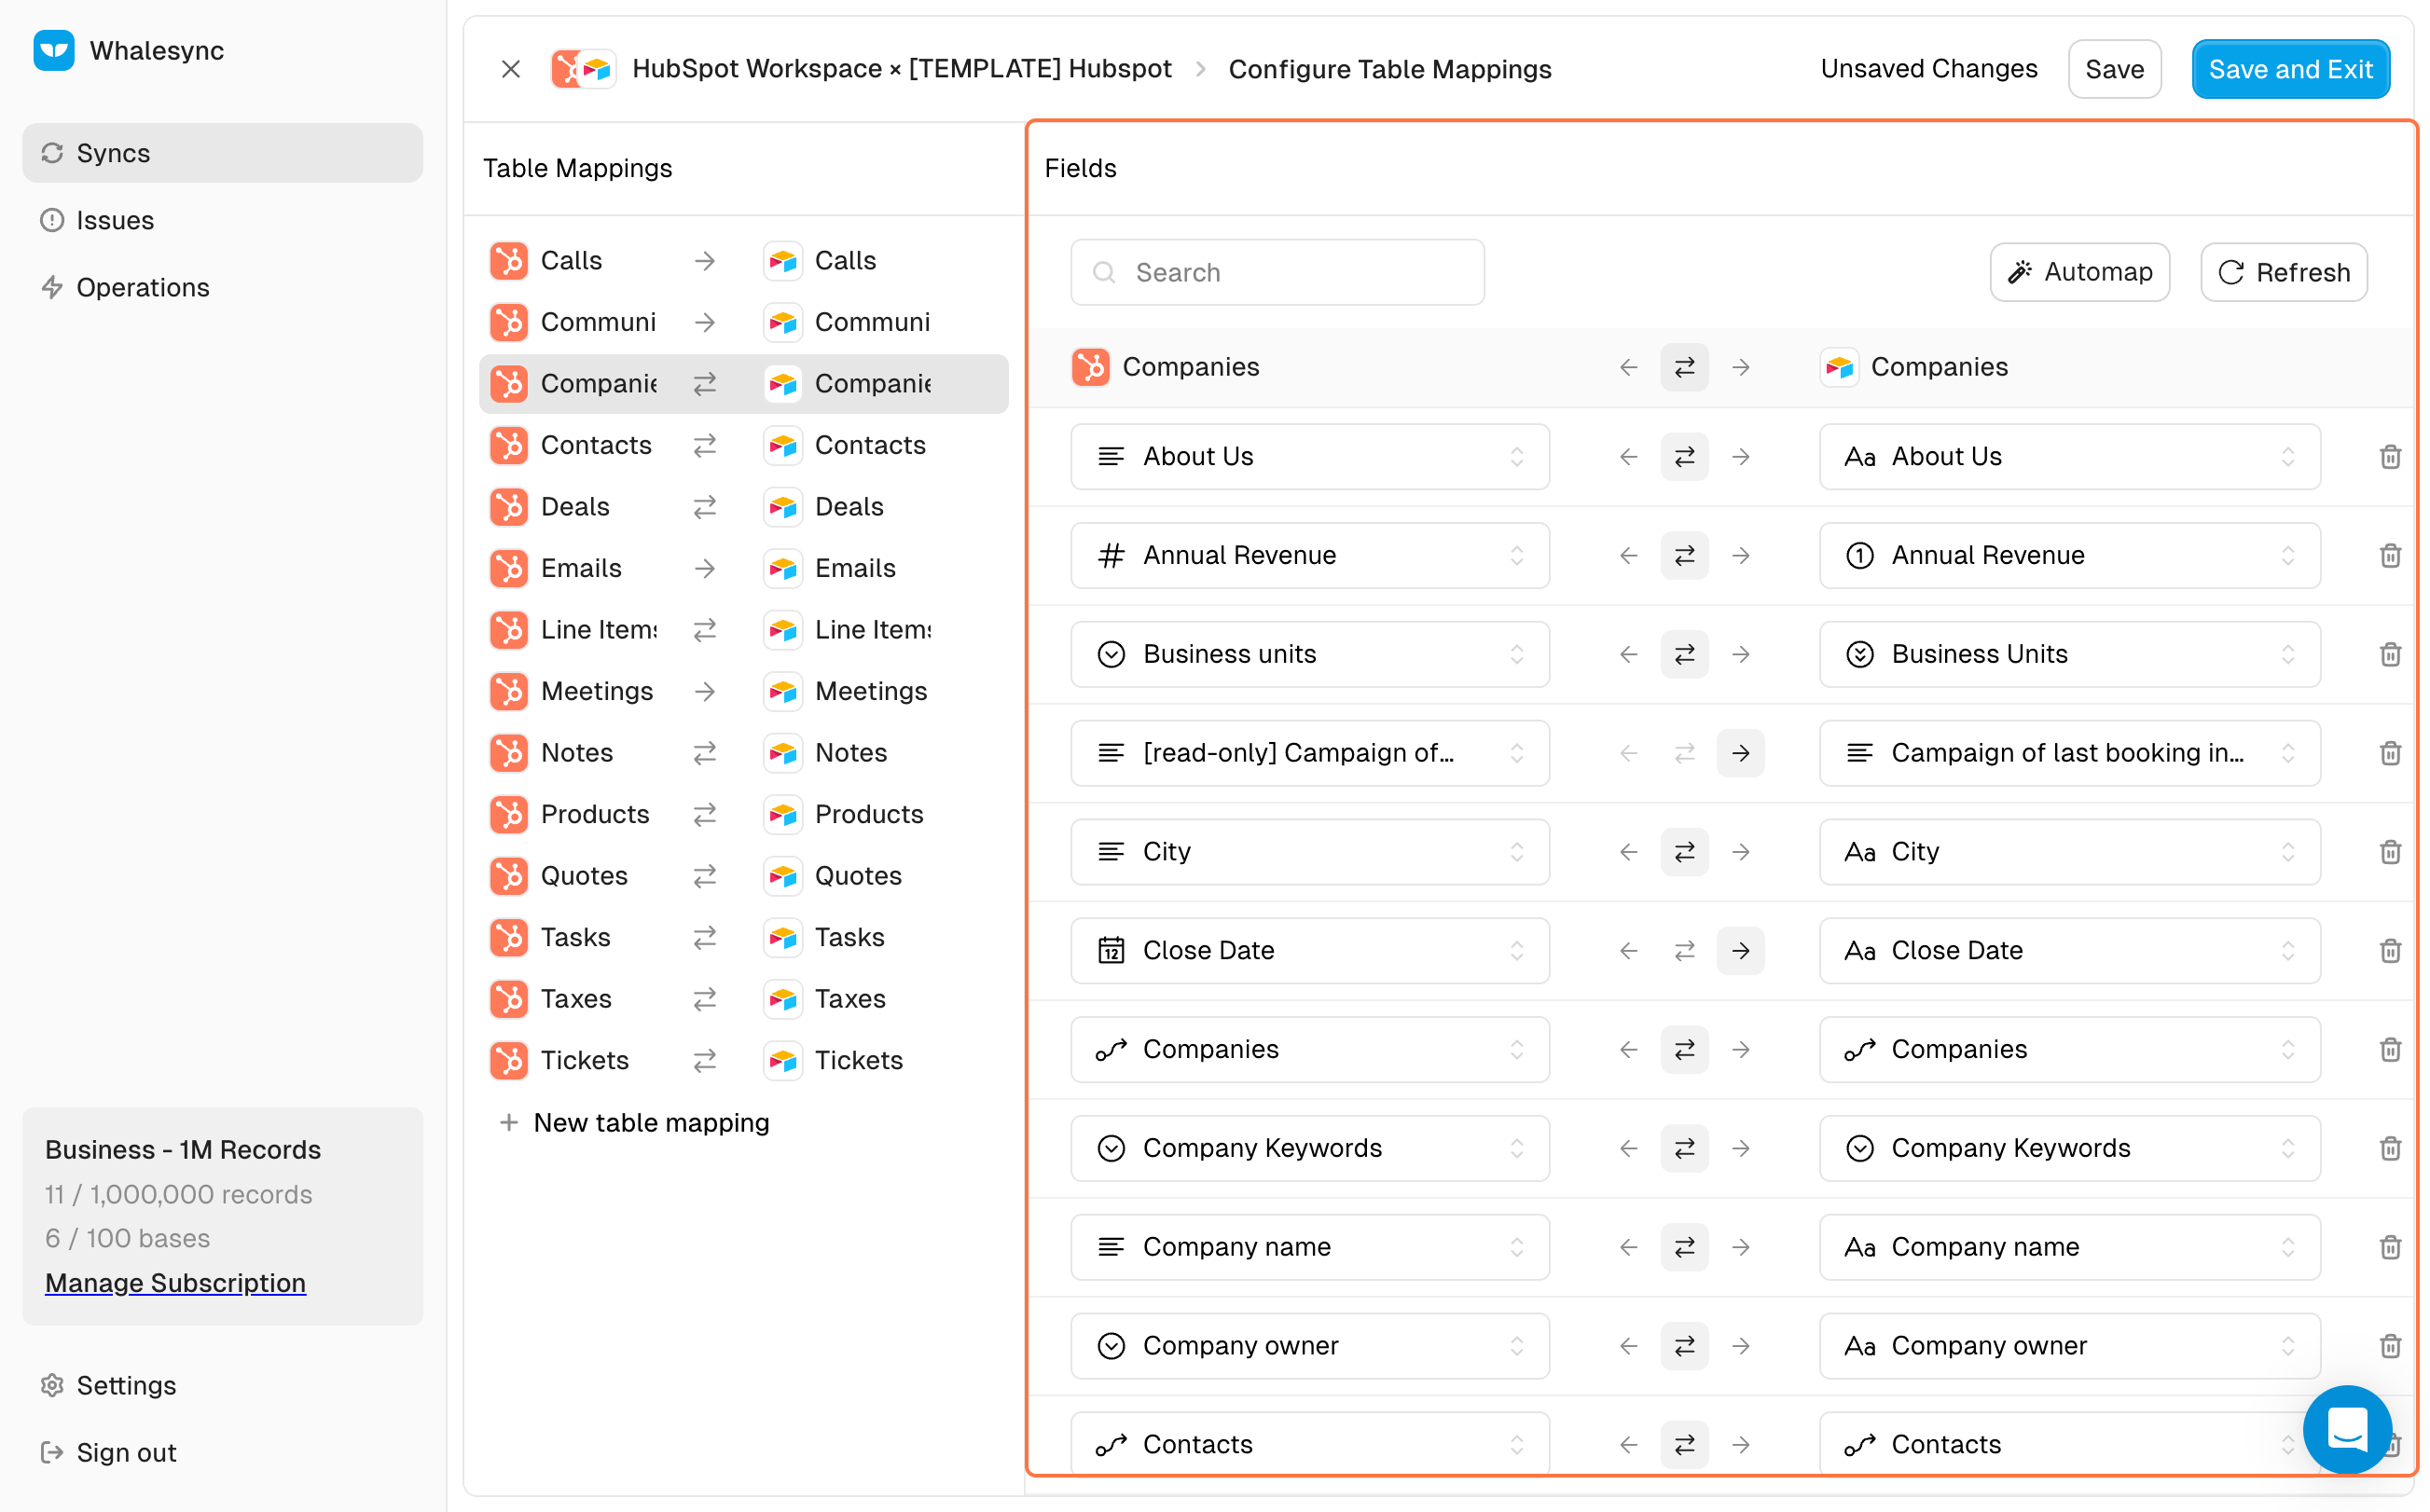 Whalesync
Syncs
Issues
Operations
Business - 1M Records
11 / 1,000,000 records
6 / 100 bases
Manage Subscription
Settings
Sign out
HubSpot Workspace × [TEMPLATE] Hubspot > Configure Table Mappings
Unsaved Changes
Save
Save and Exit
Table Mappings
Calls → Calls
Communi → Communi
Companie ⇄ Companie
Contacts ⇄ Contacts
Deals ⇄ Deals
Emails → Emails
Line Items ⇄ Line Items
Meetings → Meetings
Notes ⇄ Notes
Products ⇄ Products
Quotes ⇄ Quotes
Tasks ⇄ Tasks
Taxes ⇄ Taxes
Tickets ⇄ Tickets
+ New table mapping
Fields
Search
Automap
Refresh
Companies ← ⇄ → Companies
About Us ← ⇄ → Aa About Us
# Annual Revenue ← ⇄ → 1 Annual Revenue
Business units ← ⇄ → Business Units
[read-only] Campaign of... ← ⇄ → Campaign of last booking in...
City ← ⇄ → Aa City
12 Close Date ← ⇄ → Aa Close Date
Companies ← ⇄ → Companies
Company Keywords ← ⇄ → Company Keywords
Company name ← ⇄ → Aa Company name
Company owner ← ⇄ → Aa Company owner
Contacts ← ⇄ → Contacts